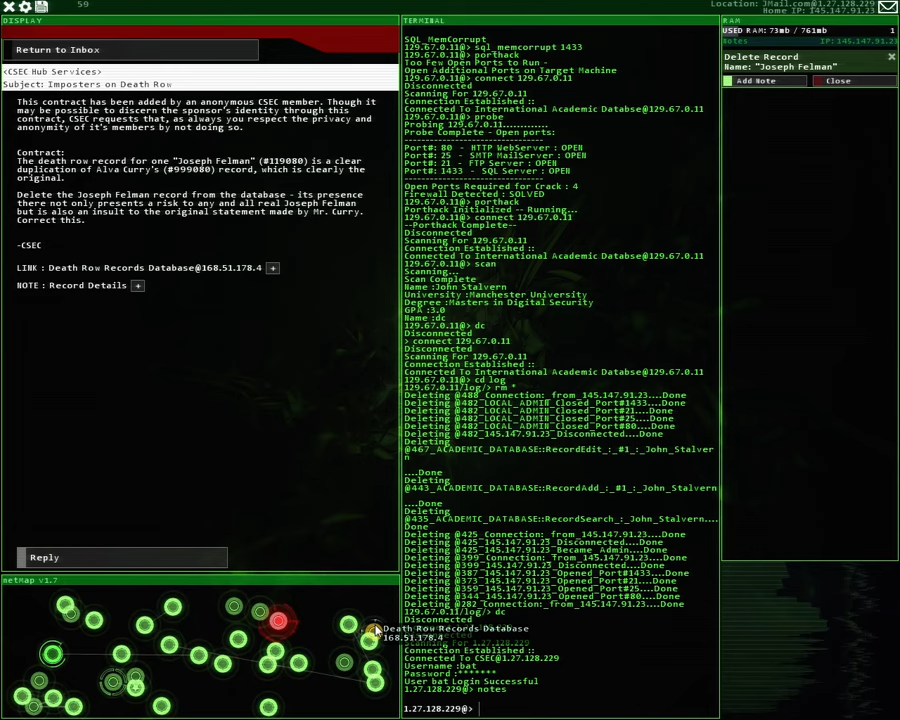 59
Location: JMail.com@1.27.128.229
Home IP: 145.147.91.23
DISPLAY
Return to Inbox
<CSEC Hub Services>
Subject: Imposters on Death Row
This contract has been added by an anonymous CSEC member. Though it
may be possible to discern the sponsor's identity through this
contract, CSEC requests that, as always you respect the privacy and
anonymity of it's members by not doing so.
Contract:
The death row record for one "Joseph Felman" (#119080) is a clear
duplication of Alva Curry's (#999080) record, which is clearly the
original.
Delete the Joseph Felman record from the database - its presence
there not only presents a risk to any and all real Joseph Felman
but is also an insult to the original statement made by Mr. Curry.
Correct this.
-CSEC
LINK : Death Row Records Database@168.51.178.4 +
NOTE : Record Details +
Reply
netMap v1.7
Death Row Records Database
168.51.178.4
TERMINAL
SQL_MemCorrupt
129.67.0.11@> sql_memcorrupt 1433
129.67.0.11@> porthack
Too Few Open Ports to Run -
Open Additional Ports on Target Machine
129.67.0.11@> connect 129.67.0.11
Disconnected
Scanning For 129.67.0.11
Connection Established ::
Connected To International Academic Databse@129.67.0.11
129.67.0.11@> probe
Probing 129.67.0.11.............
Probe Complete - Open ports:
---------------------------------
Port#: 80 - HTTP WebServer : OPEN
Port#: 25 - SMTP MailServer : OPEN
Port#: 21 - FTP Server : OPEN
Port#: 1433 - SQL Server : OPEN
---------------------------------
Open Ports Required for Crack : 4
Firewall Detected : SOLVED
129.67.0.11@> porthack
Porthack Initialized -- Running...
129.67.0.11@> connect 129.67.0.11
--Porthack Complete--
Disconnected
Scanning For 129.67.0.11
Connection Established ::
Connected To International Academic Databse@129.67.0.11
129.67.0.11@> scan
Scanning...
Scan Complete
Name :John Stalvern
University :Manchester University
Degree :Masters in Digital Security
GPA :3.0
Name :dc
129.67.0.11@> dc
Disconnected
> connect 129.67.0.11
Disconnected
Scanning For 129.67.0.11
Connection Established ::
Connected To International Academic Databse@129.67.0.11
129.67.0.11@> cd log
129.67.0.11/log/> rm *
Deleting @488_Connection:_from_145.147.91.23....Done
Deleting @482_LOCAL_ADMIN_Closed_Port#1433....Done
Deleting @482_LOCAL_ADMIN_Closed_Port#21....Done
Deleting @482_LOCAL_ADMIN_Closed_Port#25....Done
Deleting @482_LOCAL_ADMIN_Closed_Port#80....Done
Deleting @482_145.147.91.23_Disconnected....Done
Deleting
@467_ACADEMIC_DATABASE::RecordEdit_:_#1_:_John_Stalver
n
....Done
Deleting
@443_ACADEMIC_DATABASE::RecordAdd_:_#1_:_John_Stalvern
....Done
Deleting
@435_ACADEMIC_DATABASE::RecordSearch_:_John_Stalvern....
Done
Deleting @425_Connection:_from_145.147.91.23....Done
Deleting @425_145.147.91.23_Disconnected....Done
Deleting @425_145.147.91.23_Became_Admin....Done
Deleting @399_Connection:_from_145.147.91.23....Done
Deleting @399_145.147.91.23_Disconnected....Done
Deleting @387_145.147.91.23_Opened_Port#1433....Done
Deleting @373_145.147.91.23_Opened_Port#21....Done
Deleting @359_145.147.91.23_Opened_Port#25....Done
Deleting @344_145.147.91.23_Opened_Port#80....Done
Deleting @282_Connection:_from_145.147.91.23....Done
129.67.0.11/log/> dc
Disconnected
Scanning For 1.27.128.229
Connection Established ::
Connected To CSEC@1.27.128.229
Username :bat
Password :*******
User bat Login Successful
1.27.128.229@> notes
1.27.128.229@>
RAM
USED RAM: 73mb / 761mb 1
Notes IP: 145.147.91.23
Delete Record
Name: "Joseph Felman"
Add Note
Close